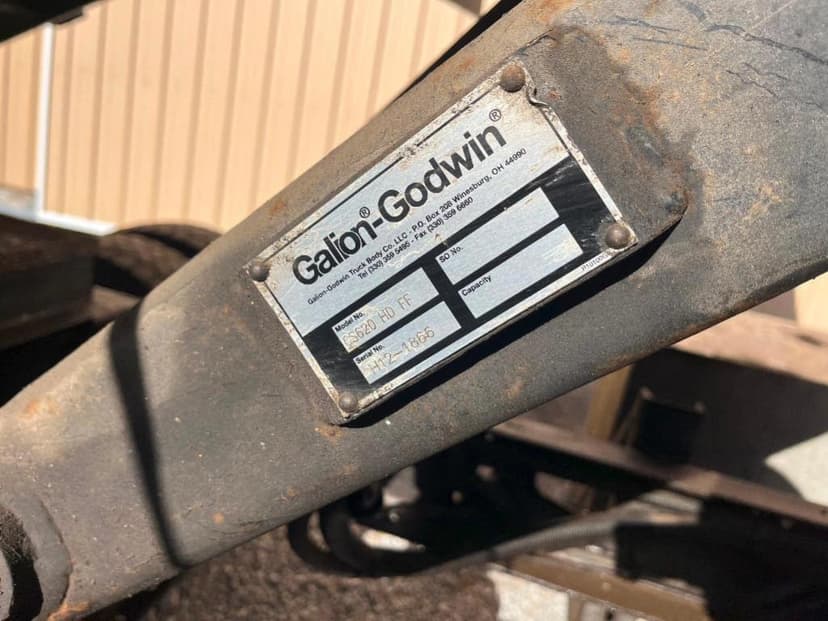 Galion®-Godwin®
Galion-Godwin Truck Body Co., LLC - P.O. Box 208 Winesburg, OH 44690
Tel (330) 359 5495 - Fax (330) 359 6660
Model No. SO No.
CS620 HD FF
Serial No. Capacity
H12-1866